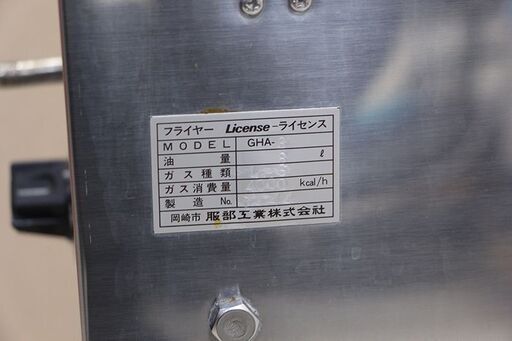 フライヤー License-ライセンス
MODEL GHA-
油量 ℓ
ガス種類
ガス消費量 kcal/h
製造 No.
岡崎市 服部工業株式会社